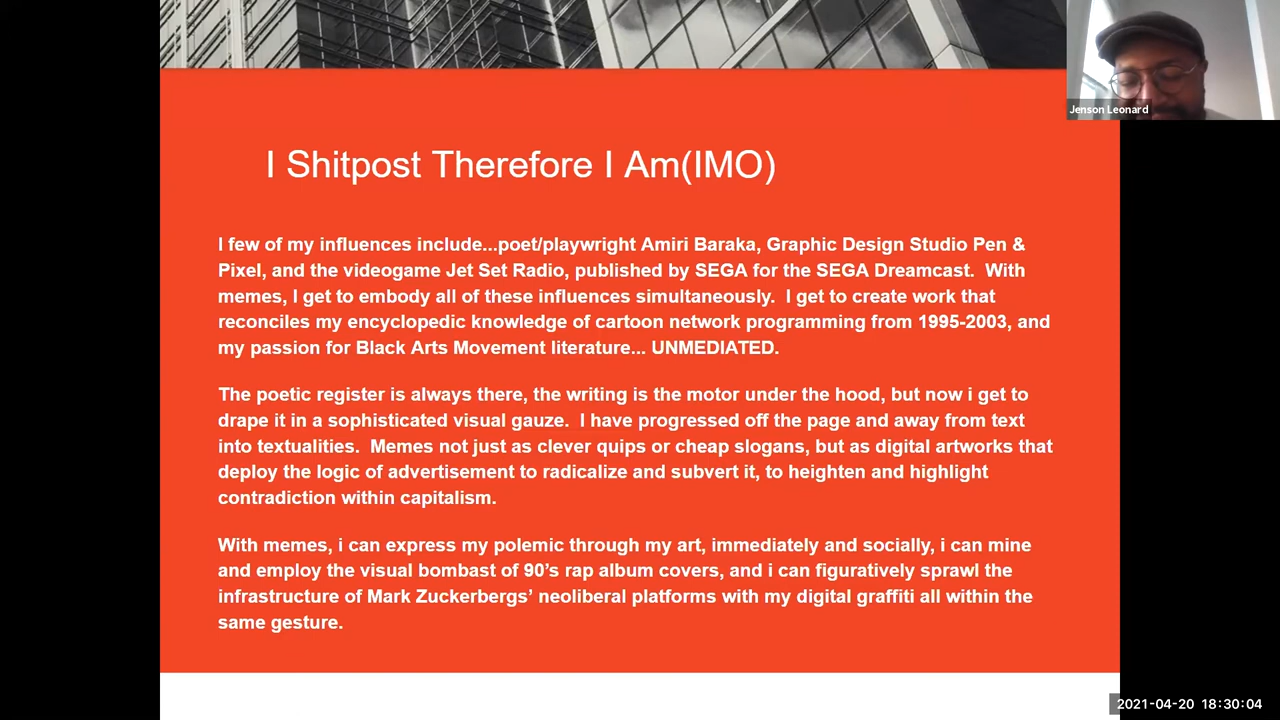 Jenson Leonard
I Shitpost Therefore I Am(IMO)
I few of my influences include...poet/playwright Amiri Baraka, Graphic Design Studio Pen &
Pixel, and the videogame Jet Set Radio, published by SEGA for the SEGA Dreamcast.  With
memes, I get to embody all of these influences simultaneously.  I get to create work that
reconciles my encyclopedic knowledge of cartoon network programming from 1995-2003, and
my passion for Black Arts Movement literature... UNMEDIATED.
The poetic register is always there, the writing is the motor under the hood, but now i get to
drape it in a sophisticated visual gauze.  I have progressed off the page and away from text
into textualities.  Memes not just as clever quips or cheap slogans, but as digital artworks that
deploy the logic of advertisement to radicalize and subvert it, to heighten and highlight
contradiction within capitalism.
With memes, i can express my polemic through my art, immediately and socially, i can mine
and employ the visual bombast of 90’s rap album covers, and i can figuratively sprawl the
infrastructure of Mark Zuckerbergs’ neoliberal platforms with my digital graffiti all within the
same gesture.
2021-04-20 18:30:04